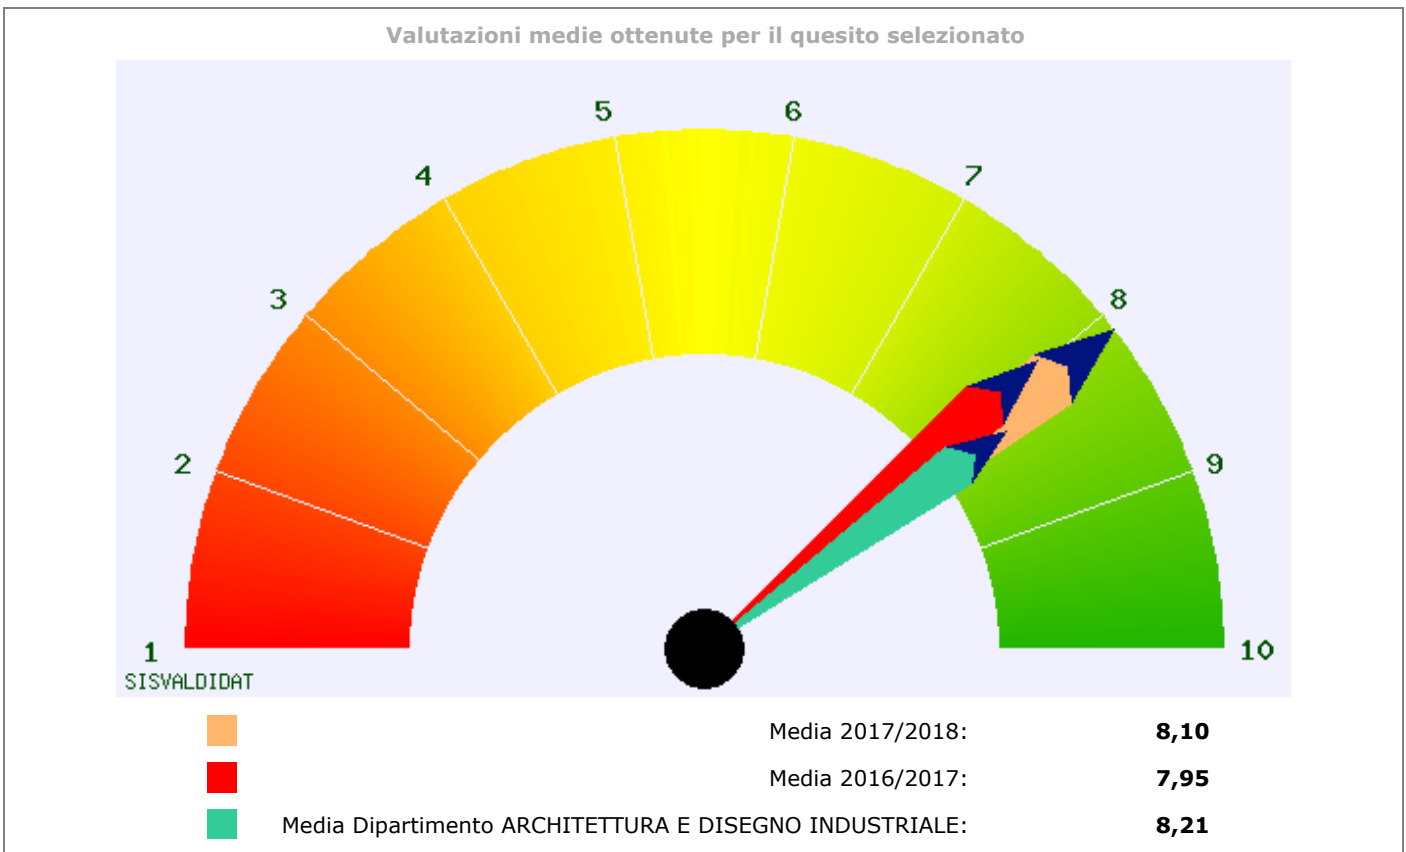 Valutazioni medie ottenute per il quesito selezionato
5 6
4 7
3 8
2 9
1 10
SISVALDIDAT
Media 2017/2018: 8,10
Media 2016/2017: 7,95
Media Dipartimento ARCHITETTURA E DISEGNO INDUSTRIALE: 8,21